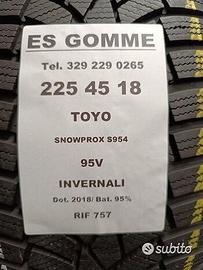 ES GOMME
Tel. 329 229 0265
225 45 18
TOYO
SNOWPROX S954
95V
INVERNALI
Dot. 2018/ Bat. 95%
RIF 757
subito